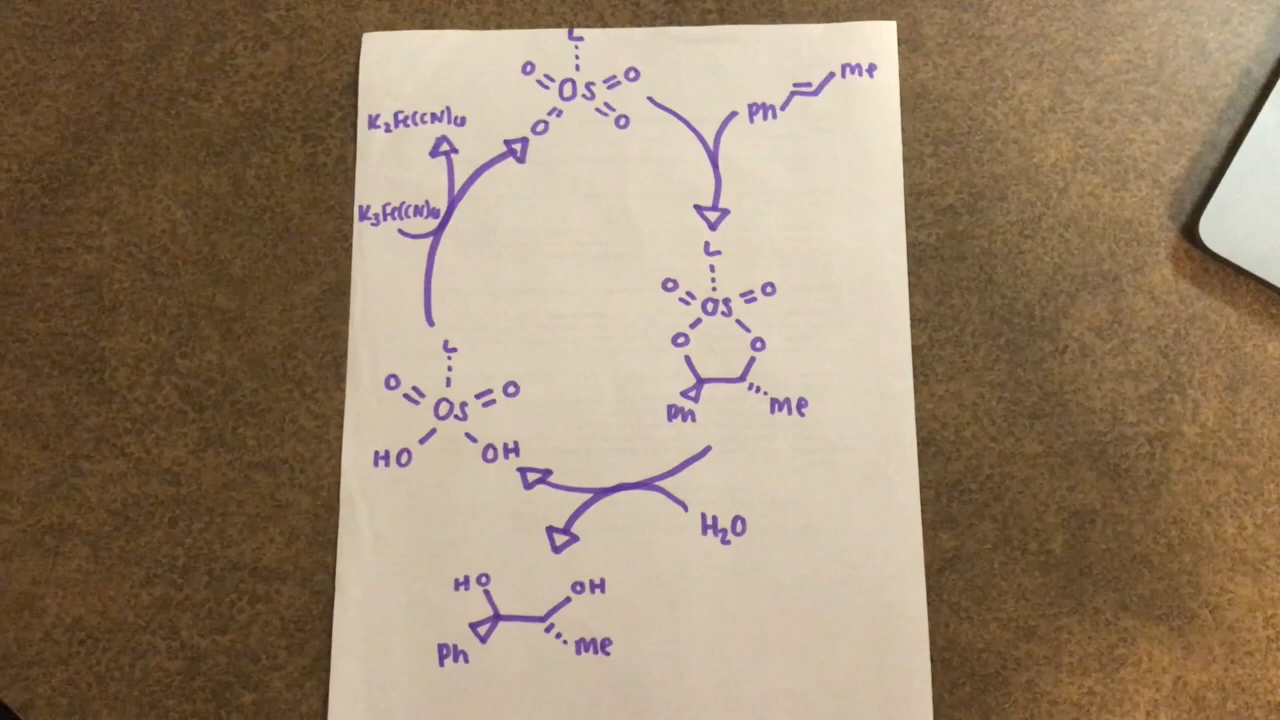 L
O Os O
O O
Ph Me
K₂Fe(CN)₆
K₃Fe(CN)₆
L
O Os O
O O
Ph Me
L
O Os O
HO OH
H₂O
HO OH
Ph Me